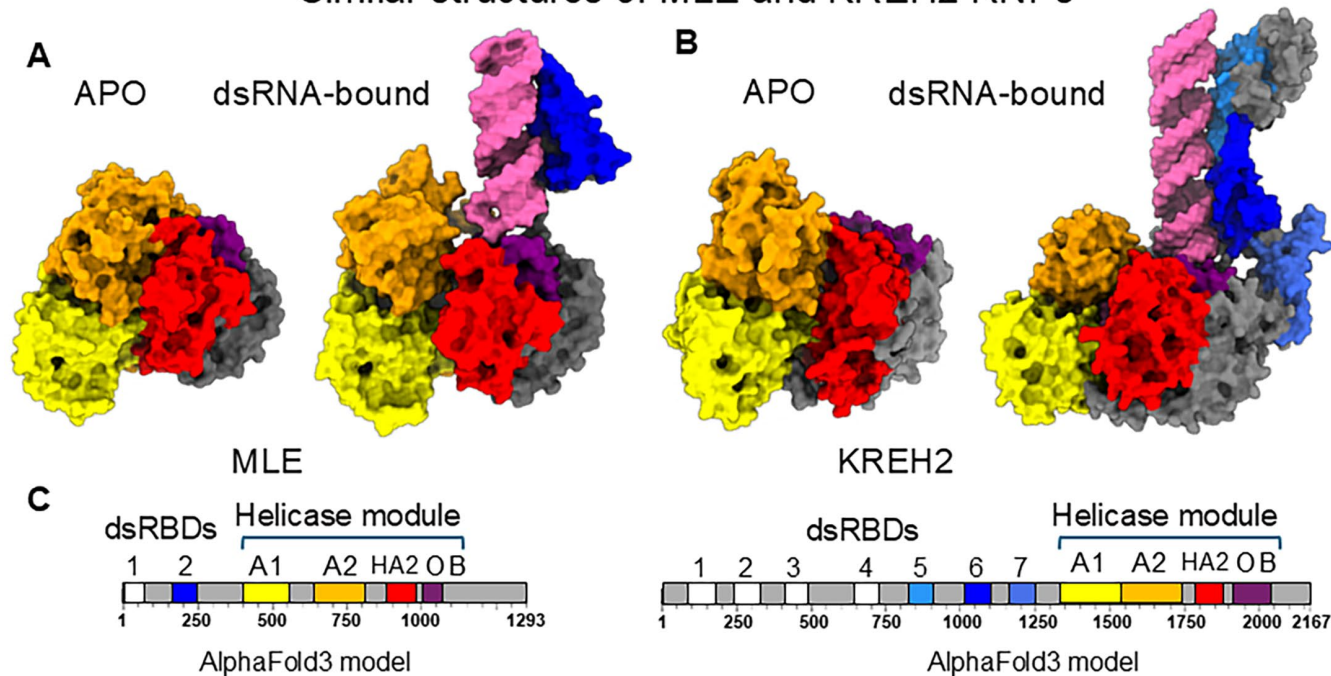 A
B
APO
dsRNA-bound
APO
dsRNA-bound
MLE
KREH2
C
dsRBDs
Helicase module
1 2 A1 A2 HA2 OB
1 250 500 750 1000 1293
AlphaFold3 model
dsRBDs
Helicase module
1 2 3 4 5 6 7 A1 A2 HA2 OB
1 250 500 750 1000 1250 1500 1750 2000 2167
AlphaFold3 model